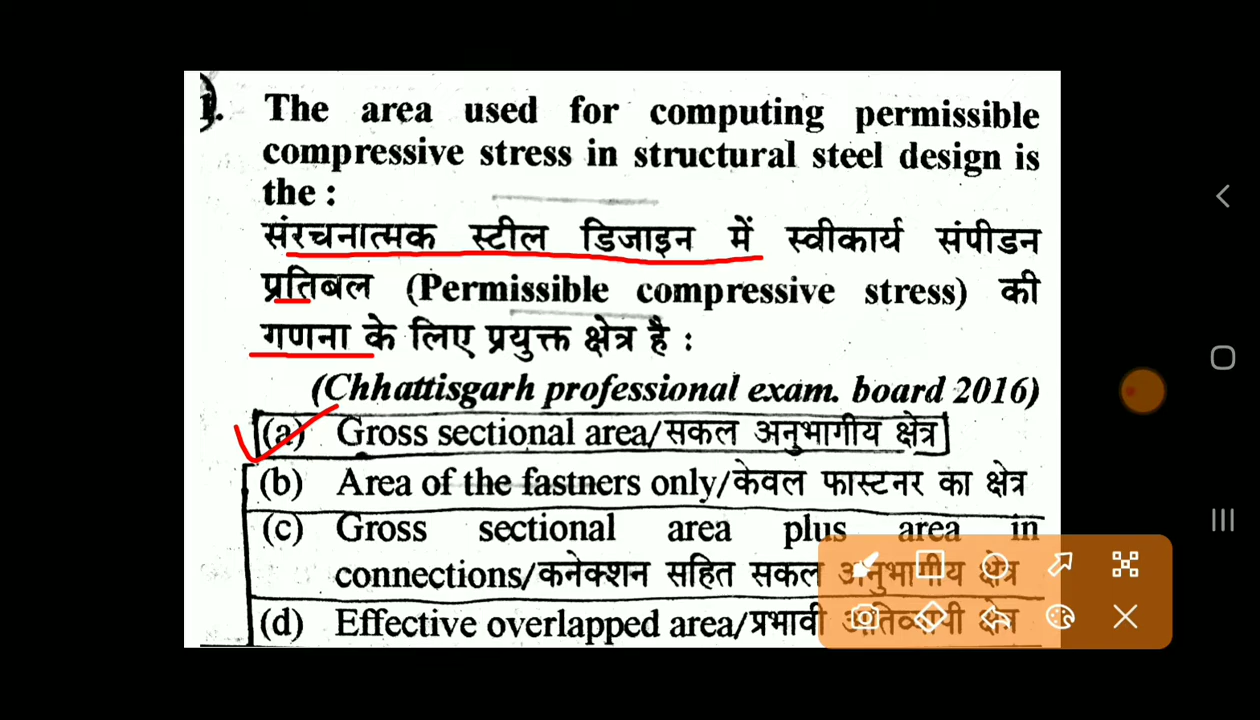 1. The area used for computing permissible
compressive stress in structural steel design is
the :
संरचनात्मक स्टील डिजाइन में स्वीकार्य संपीडन
प्रतिबल (Permissible compressive stress) की
गणना के लिए प्रयुक्त क्षेत्र है :
(Chhattisgarh professional exam. board 2016)
(a) Gross sectional area/सकल अनुभागीय क्षेत्र
(b) Area of the fastners only/केवल फास्टनर का क्षेत्र
(c) Gross sectional area plus area in
connections/कनेक्शन सहित सकल अनुभागीय क्षेत्र
(d) Effective overlapped area/प्रभावी अतिव्यापी क्षेत्र